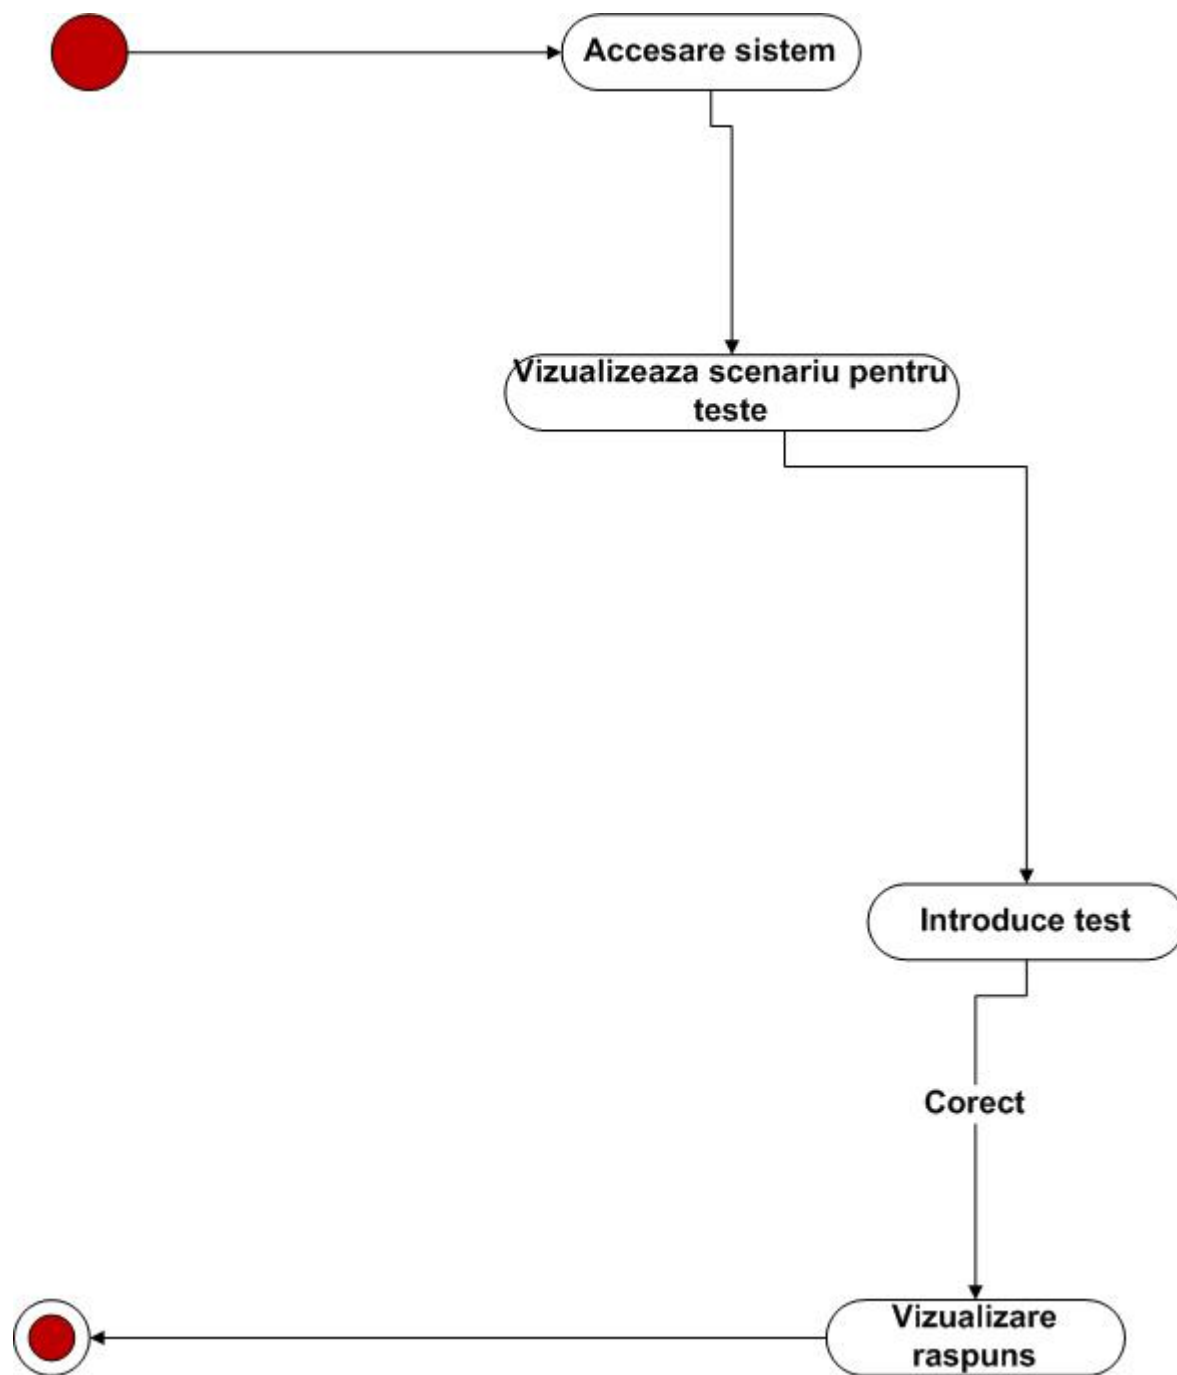 Accesare sistem
Vizualizeaza scenariu pentru
teste
Introduce test
Corect
Vizualizare
raspuns